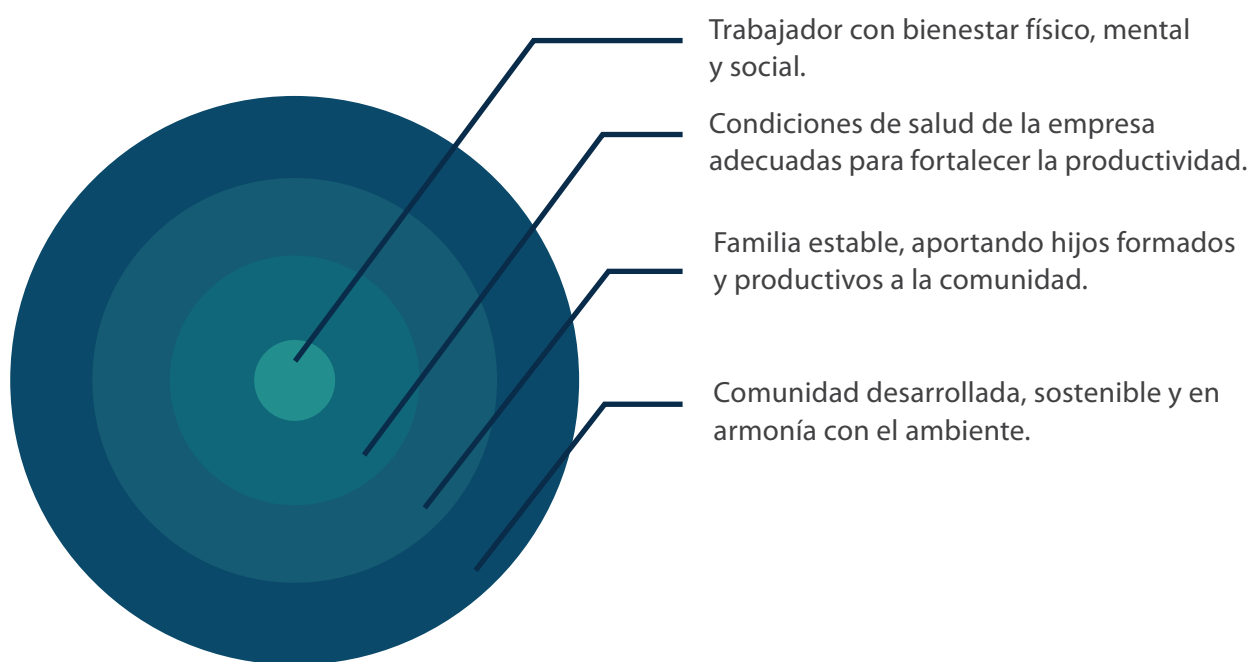 Trabajador con bienestar físico, mental
y social.
Condiciones de salud de la empresa
adecuadas para fortalecer la productividad.
Familia estable, aportando hijos formados
y productivos a la comunidad.
Comunidad desarrollada, sostenible y en
armonía con el ambiente.